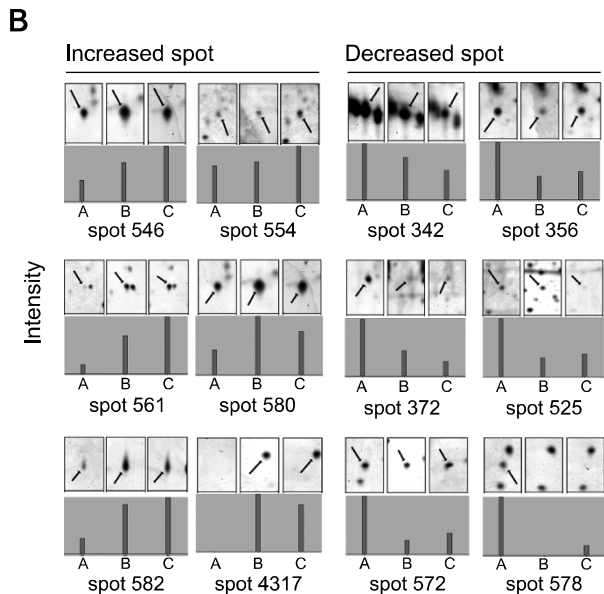 B
Increased spot Decreased spot
Intensity
A B C A B C A B C A B C
spot 546 spot 554 spot 342 spot 356
A B C A B C A B C A B C
spot 561 spot 580 spot 372 spot 525
A B C A B C A B C A B C
spot 582 spot 4317 spot 572 spot 578